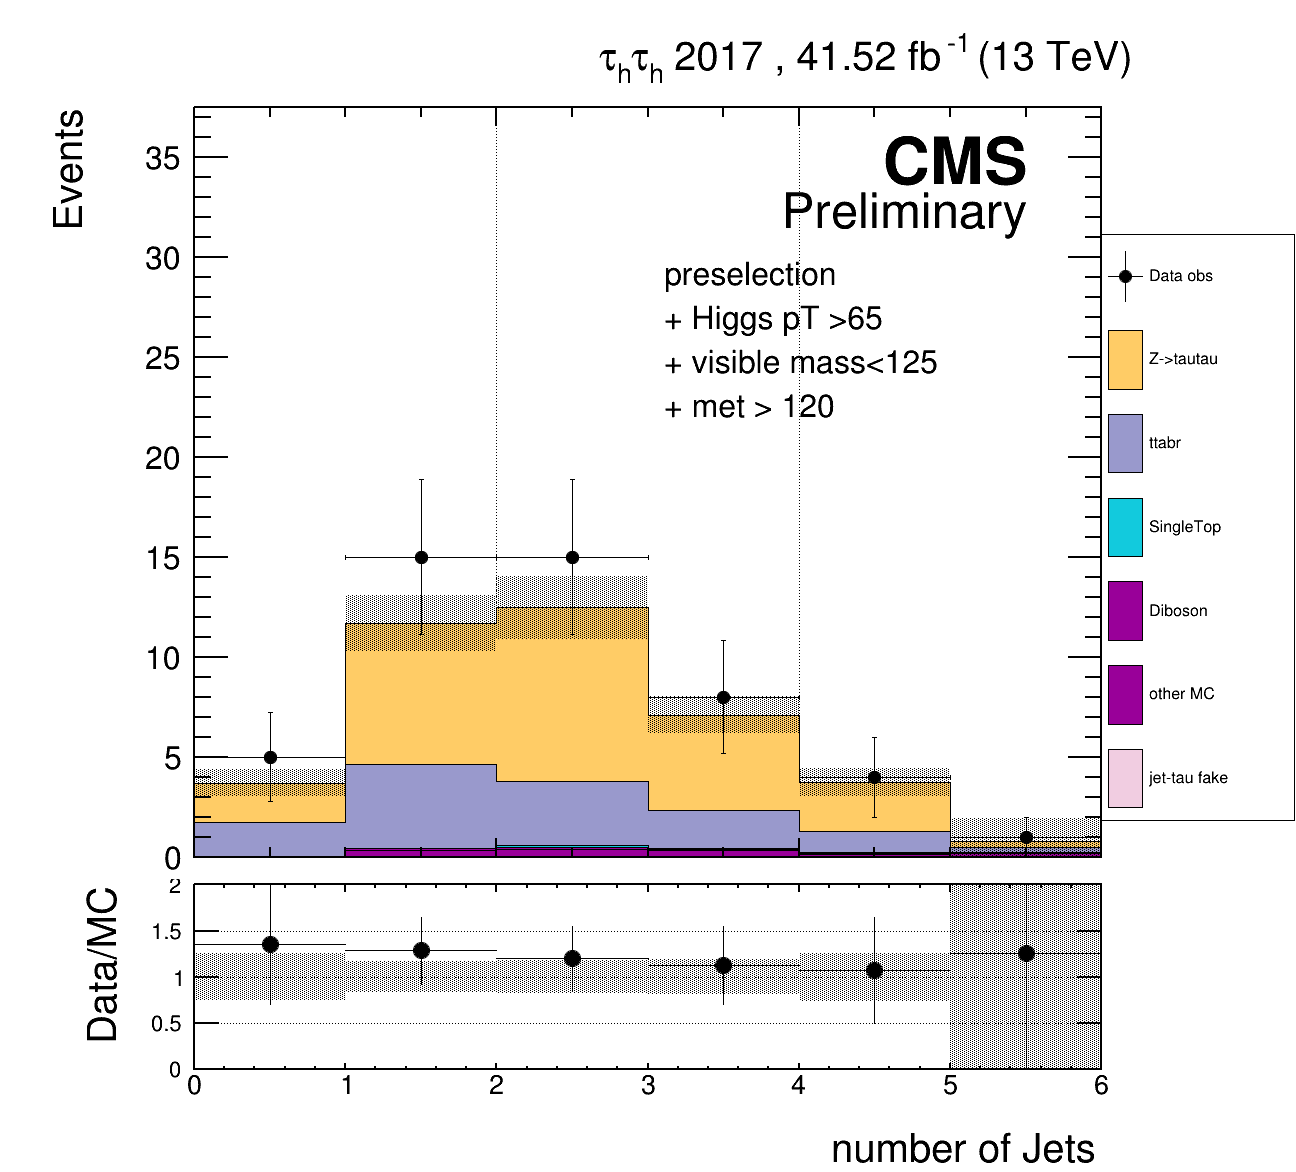 τhτh 2017 , 41.52 fb-1 (13 TeV)
Events
35
30
25
20
15
10
5
0
CMS
Preliminary
preselection
+ Higgs pT >65
+ visible mass<125
+ met > 120
Data obs
Z->tautau
ttabr
SingleTop
Diboson
other MC
jet-tau fake
Data/MC
2
1.5
1
0.5
0
0 1 2 3 4 5 6
number of Jets